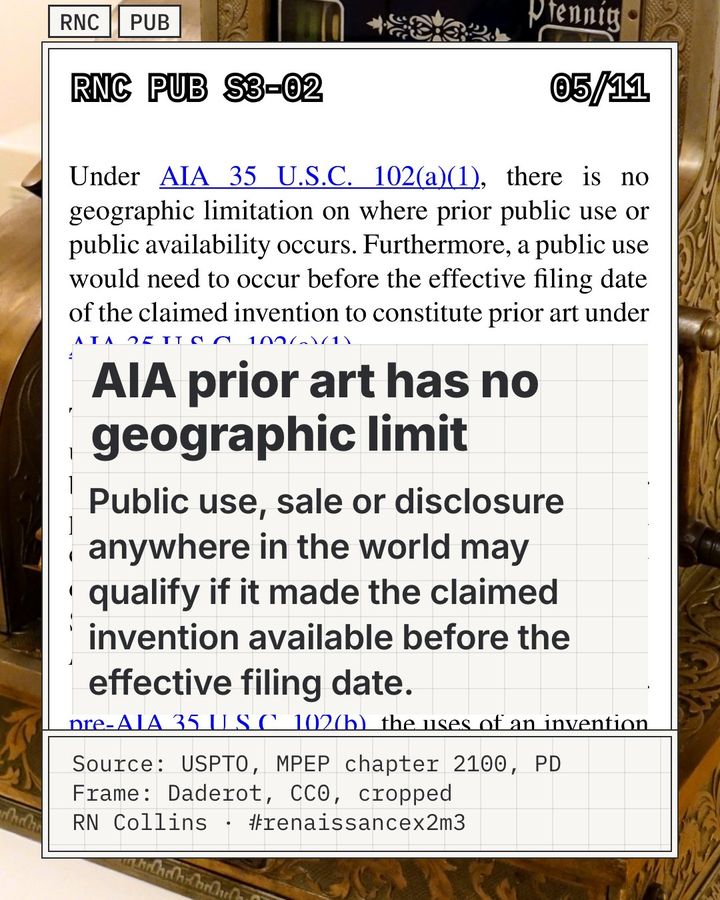 Pfennig
RNC PUB
RNC PUB S3-02 05/11
Under AIA 35 U.S.C. 102(a)(1), there is no
geographic limitation on where prior public use or
public availability occurs. Furthermore, a public use
would need to occur before the effective filing date
of the claimed invention to constitute prior art under
AIA 35 U.S.C. 102(a)(1).
AIA prior art has no
geographic limit
Public use, sale or disclosure
anywhere in the world may
qualify if it made the claimed
invention available before the
effective filing date.
pre-AIA 35 U.S.C. 102(b), the uses of an invention
Source: USPTO, MPEP chapter 2100, PD
Frame: Daderot, CC0, cropped
RN Collins · #renaissancex2m3